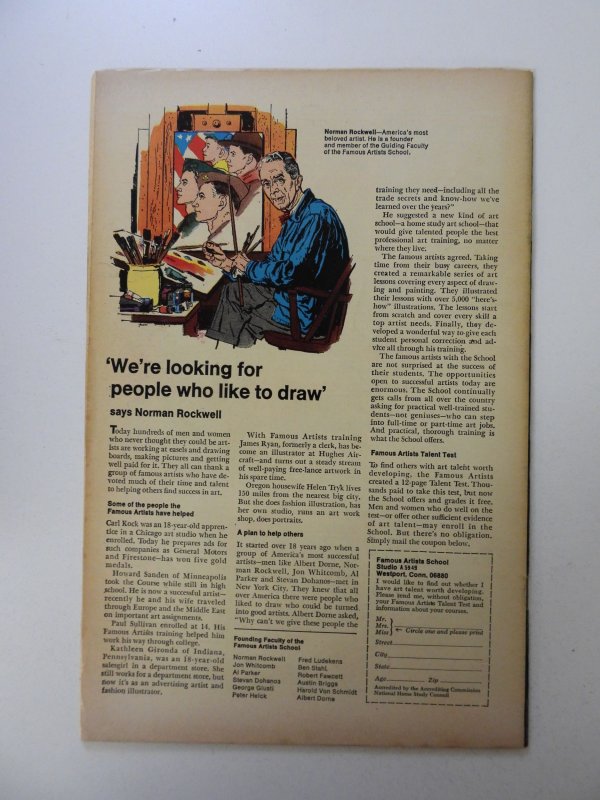 Norman Rockwell—America's most
beloved artist. He is a founder
and member of the Guiding Faculty
of the Famous Artists School.
'We're looking for
people who like to draw'
says Norman Rockwell
Today hundreds of men and women
who never thought they could be art-
ists are working at easels and drawing
boards, making pictures and getting
well paid for it. They all can thank a
group of famous artists who have de-
voted much of their time and talent
to helping others find success in art.
Some of the people the
Famous Artists have helped
Carl Kock was an 18-year-old appren-
tice in a Chicago art studio when he
enrolled. Today he prepares ads for
such companies as General Motors
and Firestone—has won five gold
medals.
Howard Sanden of Minneapolis
took the Course while still in high
school. He is now a successful artist—
recently he and his wife traveled
through Europe and the Middle East
on important art assignments.
Paul Sullivan enrolled at 14. His
Famous Artists training helped him
work his way through college.
Kathleen Gironda of Indiana,
Pennsylvania, was an 18-year-old
salesgirl in a department store. She
still works for a department store, but
now it's as an advertising artist and
fashion illustrator.
With Famous Artists training
James Ryan, formerly a clerk, has be-
come an illustrator at Hughes Air-
craft—and turns out a steady stream
of well-paying free-lance artwork in
his spare time.
Oregon housewife Helen Tryk lives
150 miles from the nearest big city.
But she does fashion illustration, has
her own studio, runs an art work
shop, does portraits.
A plan to help others
It started over 18 years ago when a
group of America's most successful
artists—men like Albert Dorne, Nor-
man Rockwell, Jon Whitcomb, Al
Parker and Stevan Dohanos—met in
New York City. They knew that all
over America there were people who
liked to draw who could be turned
into good artists. Albert Dorne asked,
"Why can't we give these people the
Founding Faculty of the
Famous Artists School
Norman Rockwell
Jon Whitcomb
Al Parker
Stevan Dohanos
George Giusti
Peter Helck
Fred Ludekens
Ben Stahl
Robert Fawcett
Austin Briggs
Harold Von Schmidt
Albert Dorne
training they need—including all the
trade secrets and know-how we've
learned over the years?"
He suggested a new kind of art
school—a home study art school—that
would give talented people the best
professional art training, no matter
where they live.
The famous artists agreed. Taking
time from their busy careers, they
created a remarkable series of art
lessons covering every aspect of draw-
ing and painting. They illustrated
their lessons with over 5,000 "here's-
how" illustrations. The lessons start
from scratch and cover every skill a
top artist needs. Finally, they de-
veloped a wonderful way to give each
student personal correction and ad-
vice all through his training.
The famous artists with the School
are not surprised at the success of
their students. The opportunities
open to successful artists today are
enormous. The School continually
gets calls from all over the country
asking for practical well-trained stu-
dents—not geniuses—who can step
into full-time or part-time art jobs.
And practical, thorough training is
what the School offers.
Famous Artists Talent Test
To find others with art talent worth
developing, the Famous Artists
created a 12-page Talent Test. Thou-
sands paid to take this test, but now
the School offers and grades it free.
Men and women who do well on the
test—or offer other sufficient evidence
of art talent—may enroll in the
School. But there's no obligation.
Simply mail the coupon below.
Famous Artists School
Westport, Conn. 06880
I would like to find out whether I
have art talent worth developing.
Please send me, without obligation,
your Famous Artists Talent Test and
information about your courses.
Mr.
Mrs.
Miss
← Circle one and please print
Street
City
State
Age Zip
Accredited by the Accrediting Commission
National Home Study Council